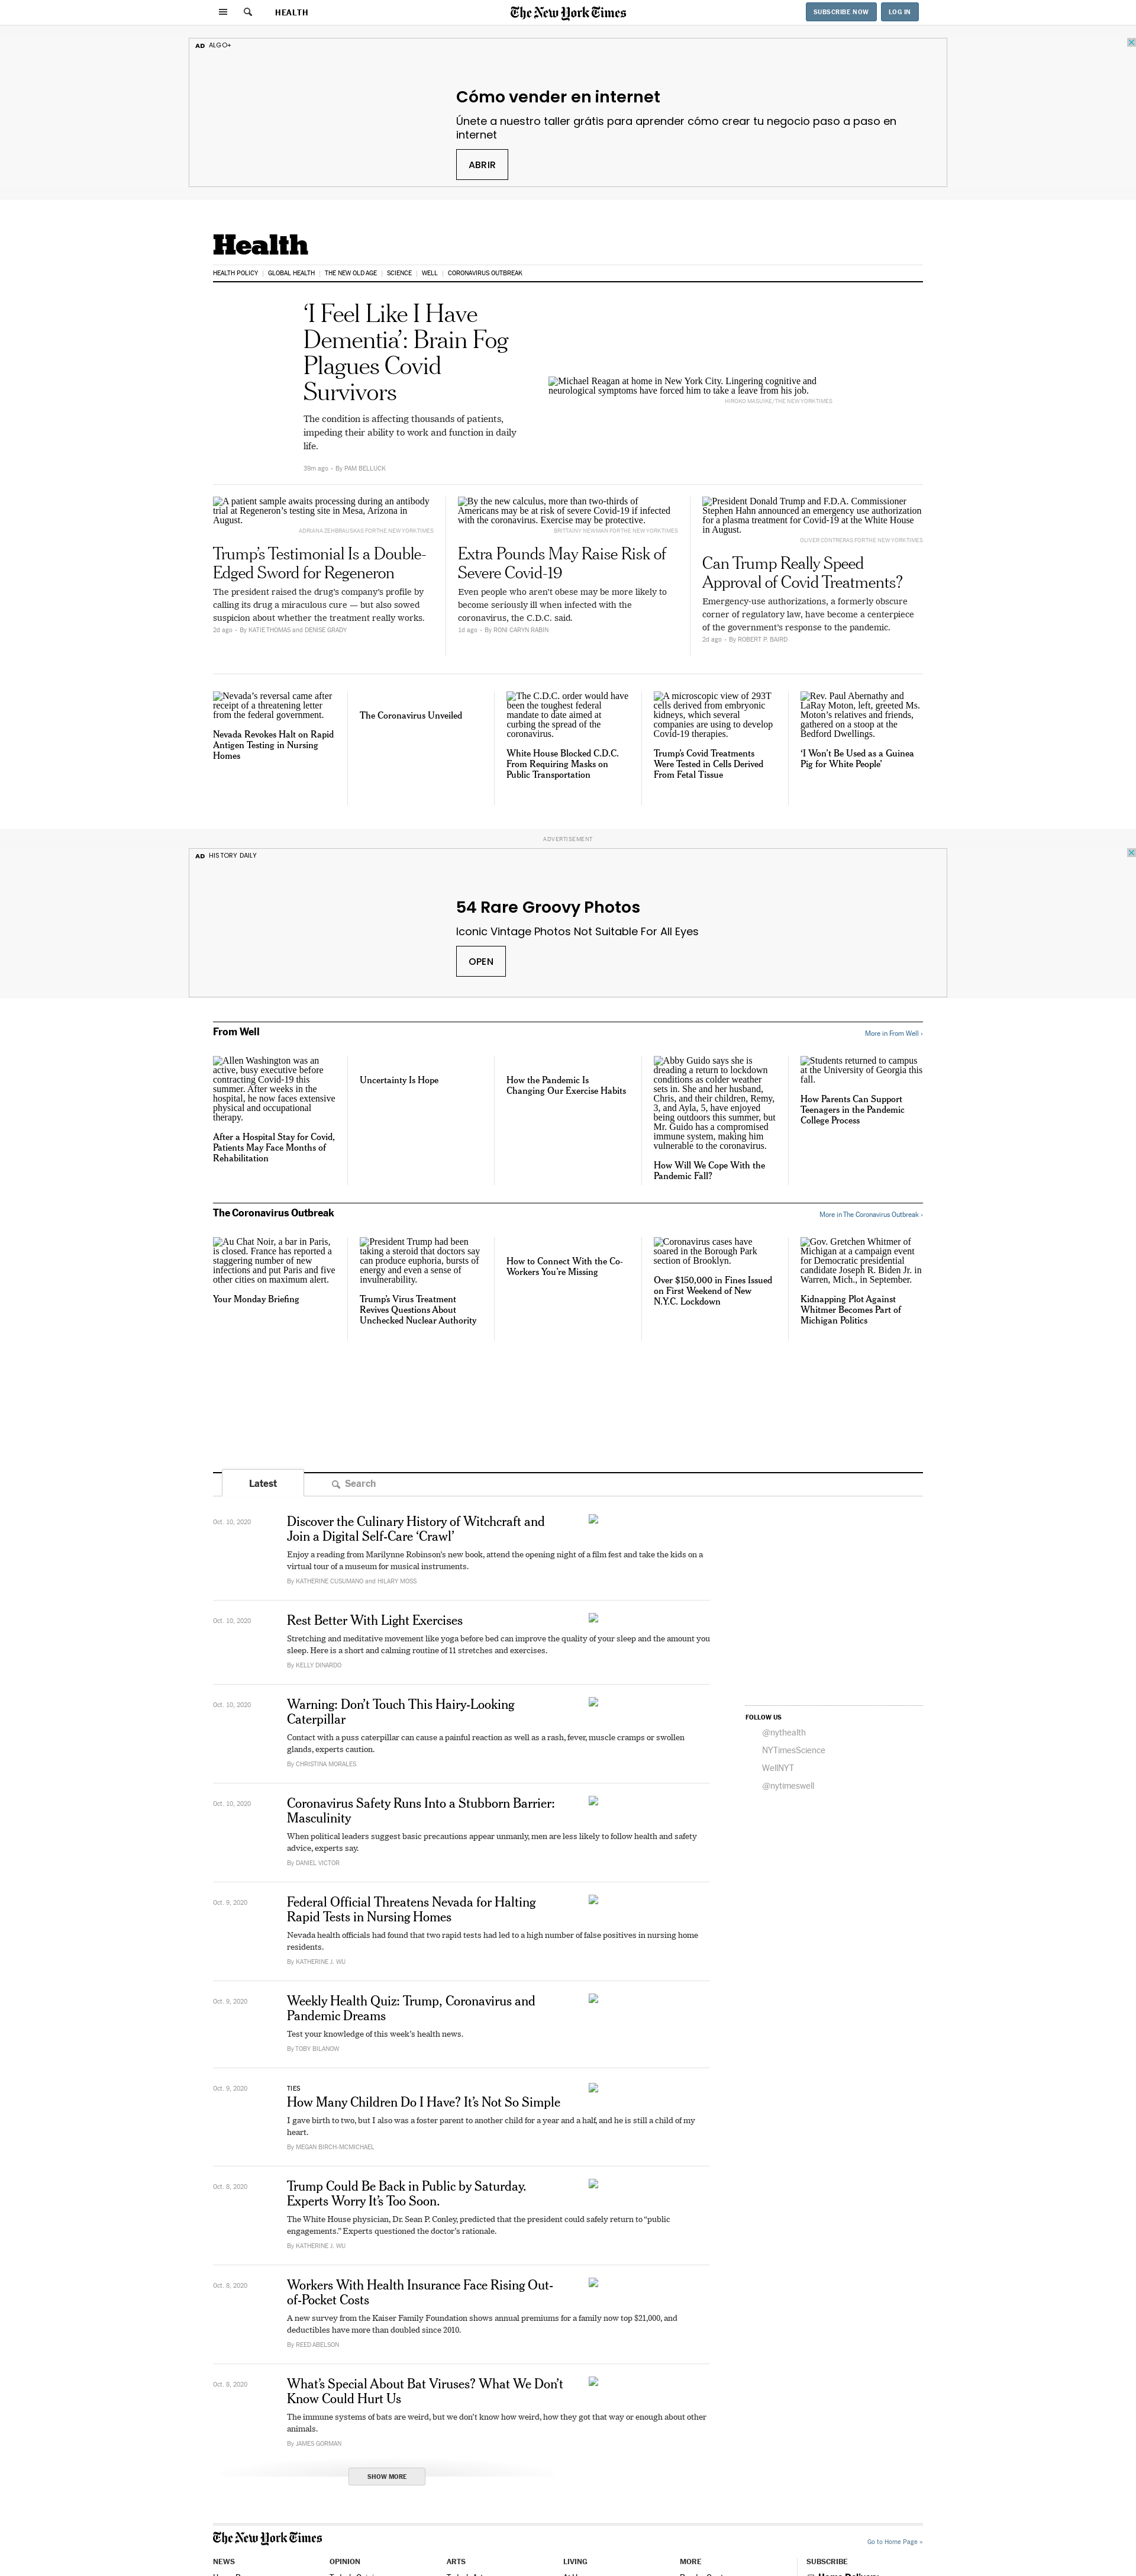 HEALTH
The New York Times
SUBSCRIBE NOW
LOG IN
AD ALGO+
Cómo vender en internet
Únete a nuestro taller grátis para aprender cómo crear tu negocio paso a paso en
internet
ABRIR
Health
HEALTH POLICY | GLOBAL HEALTH | THE NEW OLD AGE | SCIENCE | WELL | CORONAVIRUS OUTBREAK
‘I Feel Like I Have
Dementia’: Brain Fog
Plagues Covid
Survivors
The condition is affecting thousands of patients,
impeding their ability to work and function in daily
life.
39m ago - By PAM BELLUCK
Michael Reagan at home in New York City. Lingering cognitive and
neurological symptoms have forced him to take a leave from his job.
HIROKO MASUIKE/THE NEW YORK TIMES
A patient sample awaits processing during an antibody
trial at Regeneron’s testing site in Mesa, Arizona in
August.
ADRIANA ZEHBRAUSKAS FOR THE NEW YORK TIMES
Trump’s Testimonial Is a Double-
Edged Sword for Regeneron
The president raised the drug’s company’s profile by
calling its drug a miraculous cure — but also sowed
suspicion about whether the treatment really works.
2d ago - By KATIE THOMAS and DENISE GRADY
By the new calculus, more than two-thirds of
Americans may be at risk of severe Covid-19 if infected
with the coronavirus. Exercise may be protective.
BRITTAINY NEWMAN FOR THE NEW YORK TIMES
Extra Pounds May Raise Risk of
Severe Covid-19
Even people who aren’t obese may be more likely to
become seriously ill when infected with the
coronavirus, the C.D.C. said.
1d ago - By RONI CARYN RABIN
President Donald Trump and F.D.A. Commissioner
Stephen Hahn announced an emergency use authorization
for a plasma treatment for Covid-19 at the White House
in August.
OLIVER CONTRERAS FOR THE NEW YORK TIMES
Can Trump Really Speed
Approval of Covid Treatments?
Emergency-use authorizations, a formerly obscure
corner of regulatory law, have become a centerpiece
of the government’s response to the pandemic.
2d ago - By ROBERT P. BAIRD
Nevada’s reversal came after
receipt of a threatening letter
from the federal government.
Nevada Revokes Halt on Rapid
Antigen Testing in Nursing
Homes
The Coronavirus Unveiled
The C.D.C. order would have
been the toughest federal
mandate to date aimed at
curbing the spread of the
coronavirus.
White House Blocked C.D.C.
From Requiring Masks on
Public Transportation
A microscopic view of 293T
cells derived from embryonic
kidneys, which several
companies are using to develop
Covid-19 therapies.
Trump’s Covid Treatments
Were Tested in Cells Derived
From Fetal Tissue
Rev. Paul Abernathy and
LaRay Moton, left, greeted Ms.
Moton’s relatives and friends,
gathered on a stoop at the
Bedford Dwellings.
‘I Won’t Be Used as a Guinea
Pig for White People’
ADVERTISEMENT
AD HISTORY DAILY
54 Rare Groovy Photos
Iconic Vintage Photos Not Suitable For All Eyes
OPEN
From Well
More in From Well ›
Allen Washington was an
active, busy executive before
contracting Covid-19 this
summer. After weeks in the
hospital, he now faces extensive
physical and occupational
therapy.
After a Hospital Stay for Covid,
Patients May Face Months of
Rehabilitation
Uncertainty Is Hope
How the Pandemic Is
Changing Our Exercise Habits
Abby Guido says she is
dreading a return to lockdown
conditions as colder weather
sets in. She and her husband,
Chris, and their children, Remy,
3, and Ayla, 5, have enjoyed
being outdoors this summer, but
Mr. Guido has a compromised
immune system, making him
vulnerable to the coronavirus.
How Will We Cope With the
Pandemic Fall?
Students returned to campus
at the University of Georgia this
fall.
How Parents Can Support
Teenagers in the Pandemic
College Process
The Coronavirus Outbreak
More in The Coronavirus Outbreak ›
Au Chat Noir, a bar in Paris,
is closed. France has reported a
staggering number of new
infections and put Paris and five
other cities on maximum alert.
Your Monday Briefing
President Trump had been
taking a steroid that doctors say
can produce euphoria, bursts of
energy and even a sense of
invulnerability.
Trump’s Virus Treatment
Revives Questions About
Unchecked Nuclear Authority
How to Connect With the Co-
Workers You’re Missing
Coronavirus cases have
soared in the Borough Park
section of Brooklyn.
Over $150,000 in Fines Issued
on First Weekend of New
N.Y.C. Lockdown
Gov. Gretchen Whitmer of
Michigan at a campaign event
for Democratic presidential
candidate Joseph R. Biden Jr. in
Warren, Mich., in September.
Kidnapping Plot Against
Whitmer Becomes Part of
Michigan Politics
Latest
Search
Oct. 10, 2020
Discover the Culinary History of Witchcraft and
Join a Digital Self-Care ‘Crawl’
Enjoy a reading from Marilynne Robinson’s new book, attend the opening night of a film fest and take the kids on a
virtual tour of a museum for musical instruments.
By KATHERINE CUSUMANO and HILARY MOSS
Oct. 10, 2020
Rest Better With Light Exercises
Stretching and meditative movement like yoga before bed can improve the quality of your sleep and the amount you
sleep. Here is a short and calming routine of 11 stretches and exercises.
By KELLY DINARDO
Oct. 10, 2020
Warning: Don’t Touch This Hairy-Looking
Caterpillar
Contact with a puss caterpillar can cause a painful reaction as well as a rash, fever, muscle cramps or swollen
glands, experts caution.
By CHRISTINA MORALES
FOLLOW US
@nythealth
NYTimesScience
WellNYT
@nytimeswell
Oct. 10, 2020
Coronavirus Safety Runs Into a Stubborn Barrier:
Masculinity
When political leaders suggest basic precautions appear unmanly, men are less likely to follow health and safety
advice, experts say.
By DANIEL VICTOR
Oct. 9, 2020
Federal Official Threatens Nevada for Halting
Rapid Tests in Nursing Homes
Nevada health officials had found that two rapid tests had led to a high number of false positives in nursing home
residents.
By KATHERINE J. WU
Oct. 9, 2020
Weekly Health Quiz: Trump, Coronavirus and
Pandemic Dreams
Test your knowledge of this week’s health news.
By TOBY BILANOW
Oct. 9, 2020
TIES
How Many Children Do I Have? It’s Not So Simple
I gave birth to two, but I also was a foster parent to another child for a year and a half, and he is still a child of my
heart.
By MEGAN BIRCH-MCMICHAEL
Oct. 8, 2020
Trump Could Be Back in Public by Saturday.
Experts Worry It’s Too Soon.
The White House physician, Dr. Sean P. Conley, predicted that the president could safely return to “public
engagements.” Experts questioned the doctor’s rationale.
By KATHERINE J. WU
Oct. 8, 2020
Workers With Health Insurance Face Rising Out-
of-Pocket Costs
A new survey from the Kaiser Family Foundation shows annual premiums for a family now top $21,000, and
deductibles have more than doubled since 2010.
By REED ABELSON
Oct. 8, 2020
What’s Special About Bat Viruses? What We Don’t
Know Could Hurt Us
The immune systems of bats are weird, but we don’t know how weird, how they got that way or enough about other
animals.
By JAMES GORMAN
SHOW MORE
The New York Times
Go to Home Page »
NEWS
OPINION
ARTS
LIVING
MORE
SUBSCRIBE